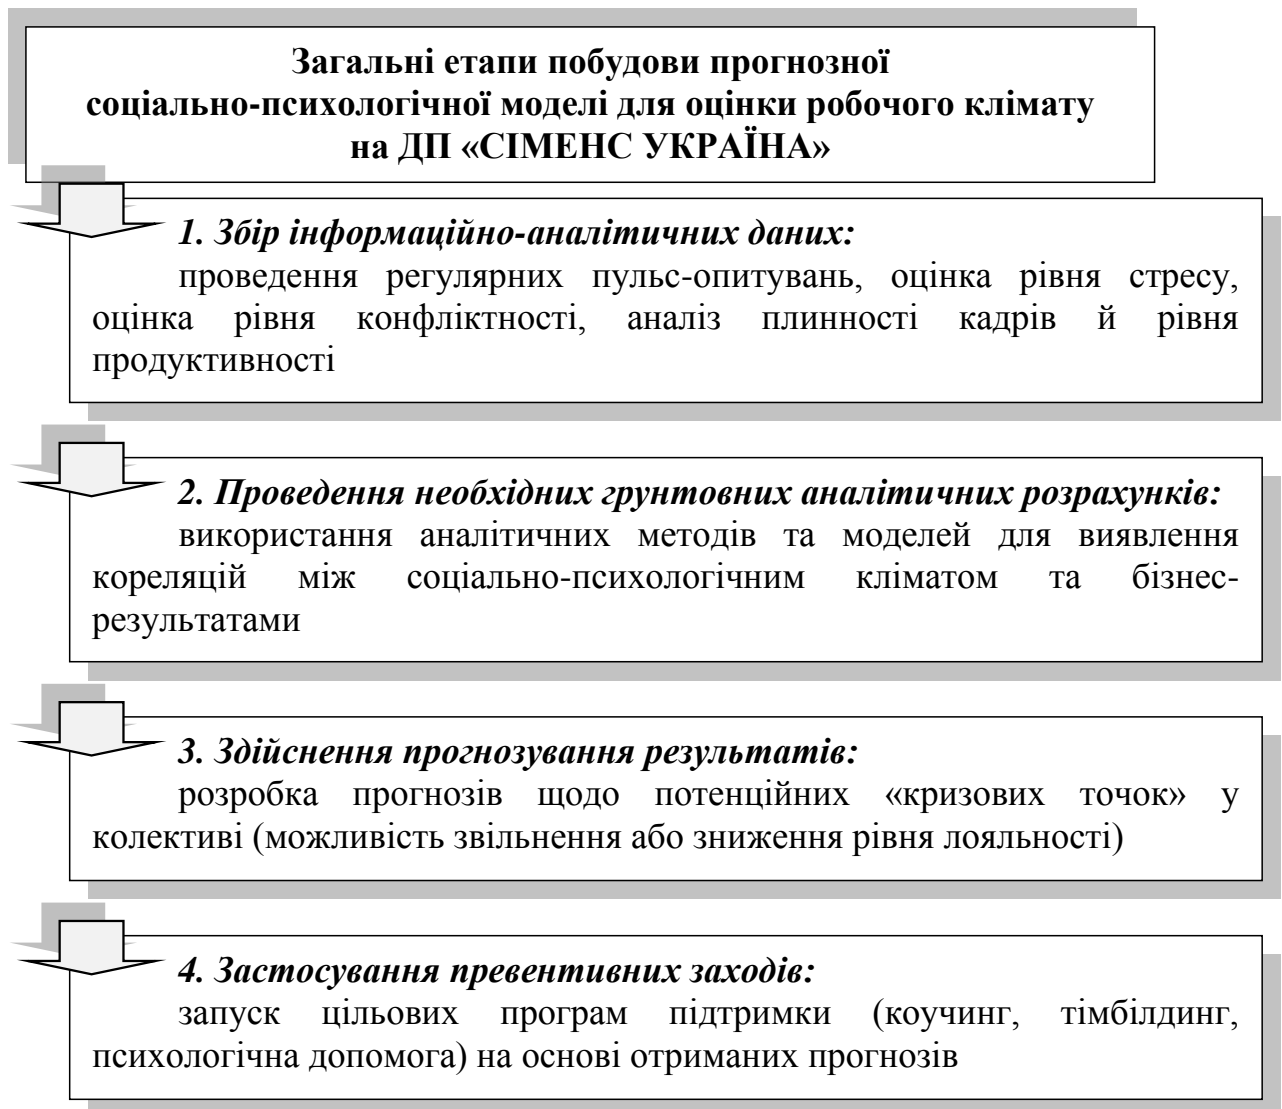 Загальні етапи побудови прогнозної
соціально-психологічної моделі для оцінки робочого клімату
на ДП «СІМЕНС УКРАЇНА»
1. Збір інформаційно-аналітичних даних:
проведення регулярних пульс-опитувань, оцінка рівня стресу,
оцінка рівня конфліктності, аналіз плинності кадрів й рівня
продуктивності
2. Проведення необхідних грунтовних аналітичних розрахунків:
використання аналітичних методів та моделей для виявлення
кореляцій між соціально-психологічним кліматом та бізнес-
результатами
3. Здійснення прогнозування результатів:
розробка прогнозів щодо потенційних «кризових точок» у
колективі (можливість звільнення або зниження рівня лояльності)
4. Застосування превентивних заходів:
запуск цільових програм підтримки (коучинг, тімбілдинг,
психологічна допомога) на основі отриманих прогнозів